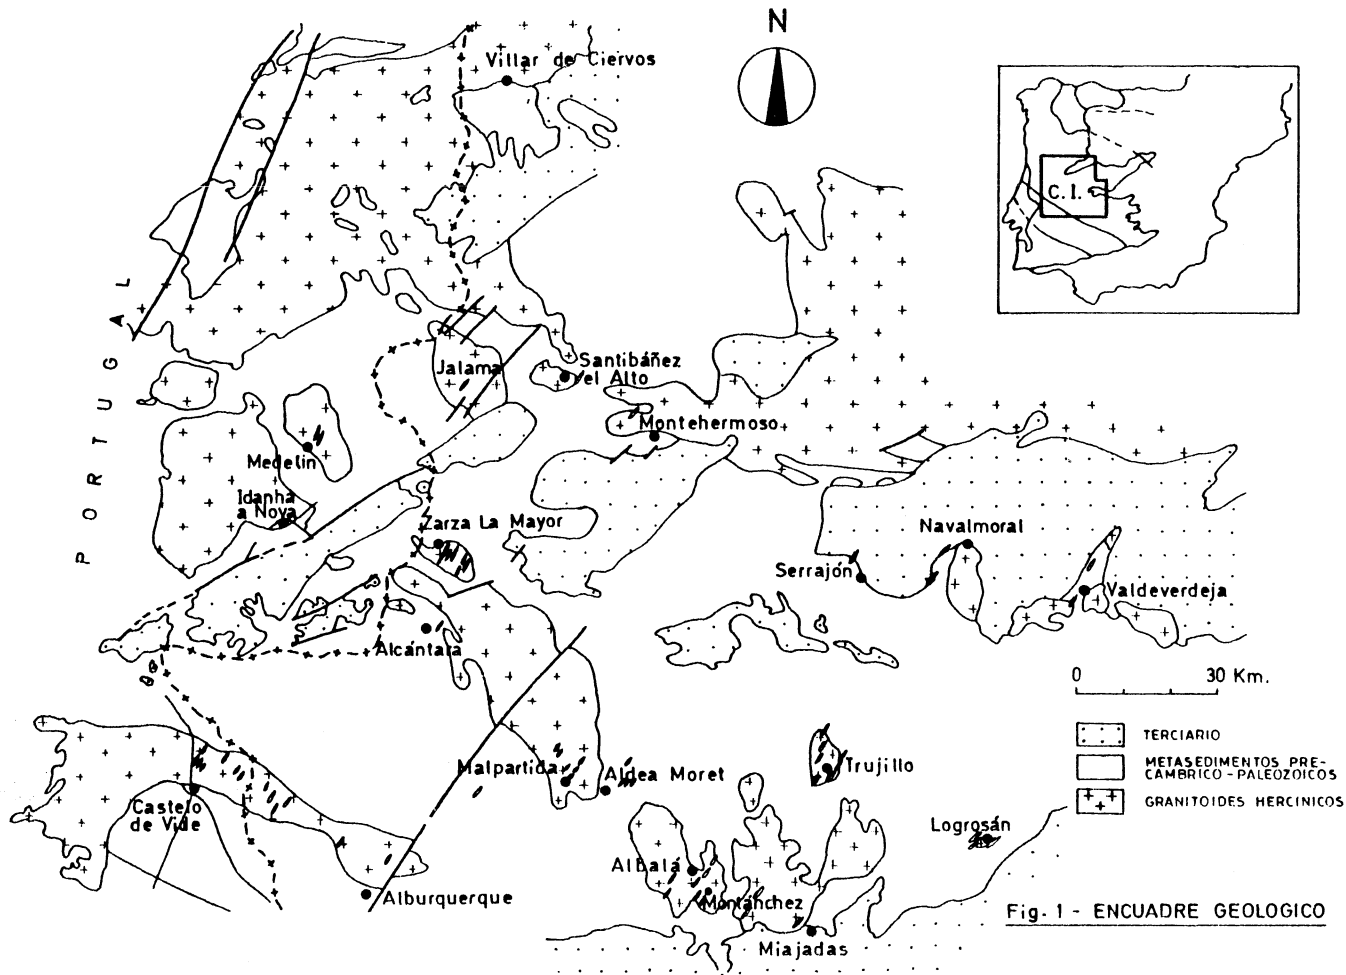 N
Villar de Ciervos
C. I.
PORTUGAL
Jalama
Santibáñez
el Alto
Montehermoso
Medelin
Idanha
a Nova
Zarza La Mayor
Navalmoral
Serrajón
Valdeverdeja
Alcántara
0 30 Km.
TERCIARIO
METASEDIMENTOS PRE-
CAMBRICO-PALEOZOICOS
GRANITOIDES HERCINICOS
Malpartida
Aldea Moret
Trujillo
Castelo
de Vide
Logrosán
Albalá
Alburquerque
Montánchez
Miajadas
Fig. 1 - ENCUADRE GEOLOGICO